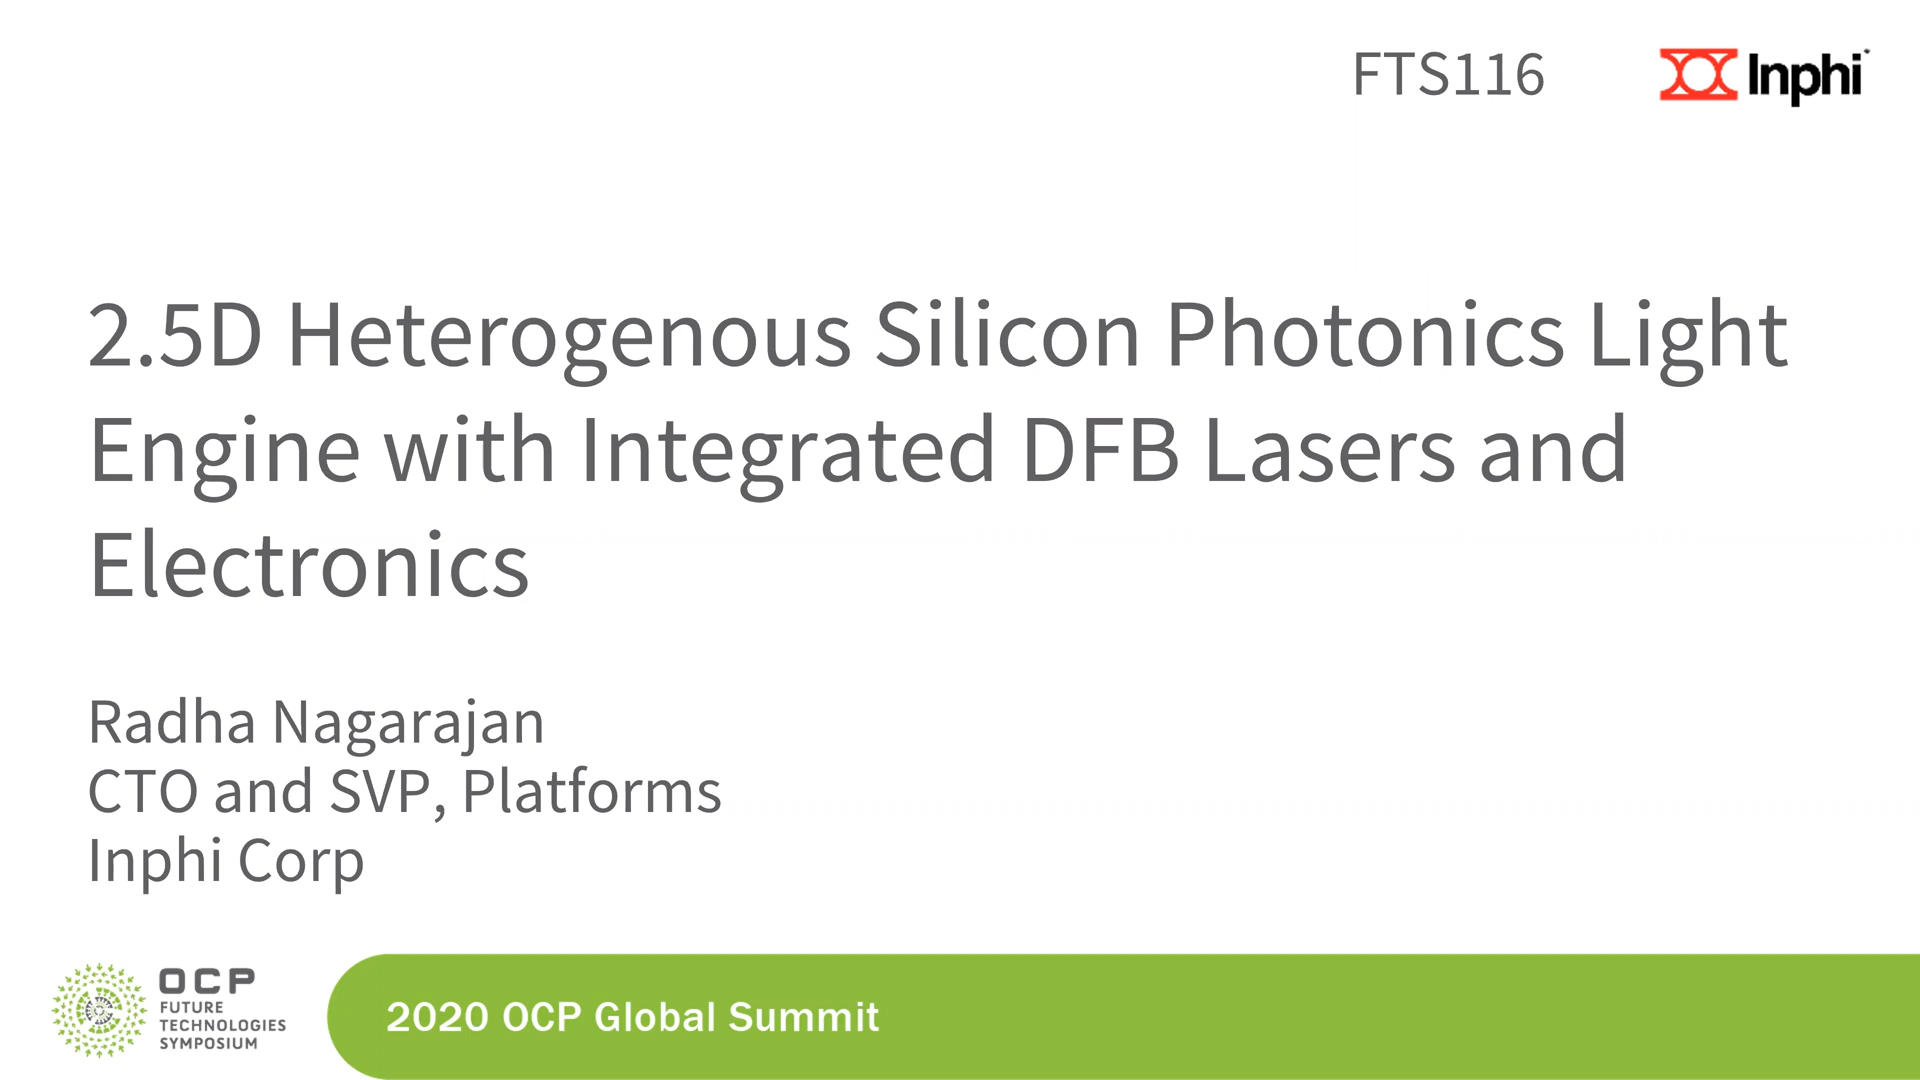 FTS116
Inphi
2.5D Heterogenous Silicon Photonics Light
Engine with Integrated DFB Lasers and
Electronics
Radha Nagarajan
CTO and SVP, Platforms
Inphi Corp
OCP
FUTURE
TECHNOLOGIES
SYMPOSIUM
2020 OCP Global Summit